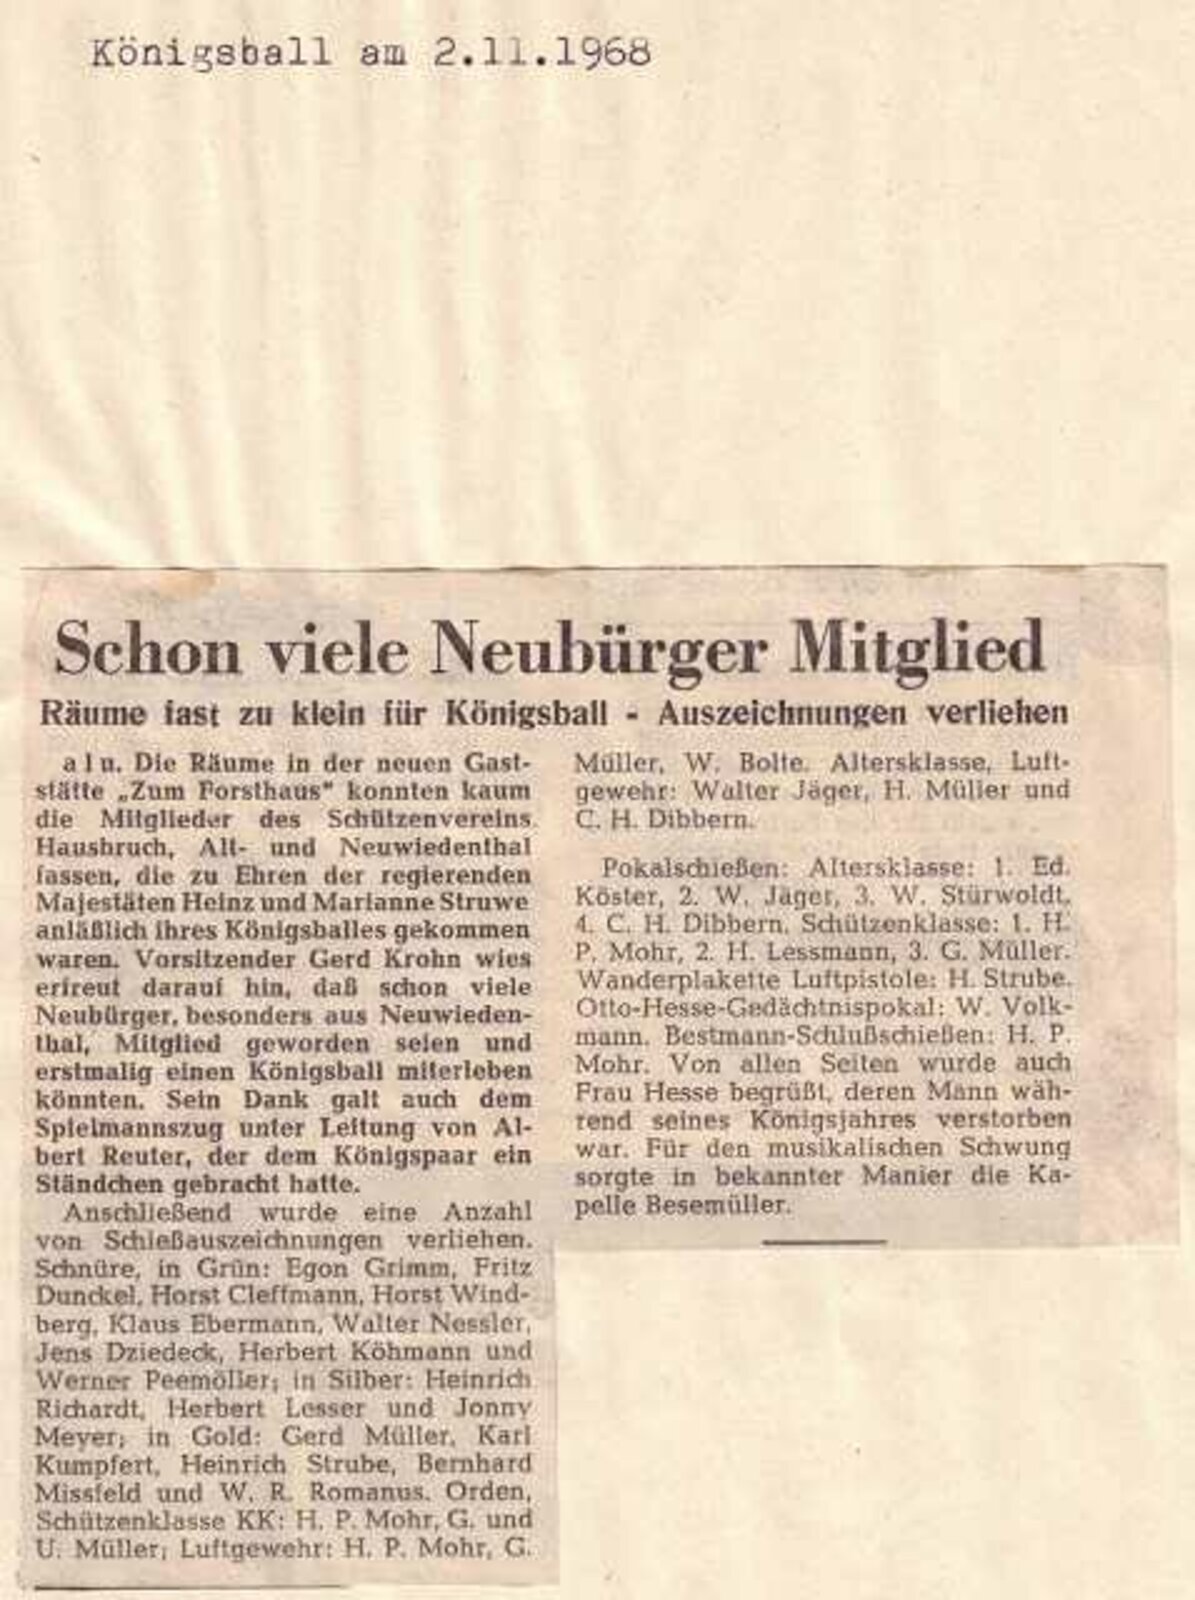 Königsball am 2.11.1968
Schon viele Neubürger Mitglied
Räume fast zu klein für Königsball - Auszeichnungen verliehen
alu. Die Räume in der neuen Gast-
stätte „Zum Forsthaus" konnten kaum
die Mitglieder des Schützenvereins
Hausbruch, Alt- und Neuwiedenthal
fassen, die zu Ehren der regierenden
Majestäten Heinz und Marianne Struwe
anläßlich ihres Königsballes gekommen
waren. Vorsitzender Gerd Krohn wies
erfreut darauf hin, daß schon viele
Neubürger, besonders aus Neuwieden-
thal, Mitglied geworden seien und
erstmalig einen Königsball miterleben
könnten. Sein Dank galt auch dem
Spielmannszug unter Leitung von Al-
bert Reuter, der dem Königspaar ein
Ständchen gebracht hatte.
Anschließend wurde eine Anzahl
von Schießauszeichnungen verliehen.
Schnüre, in Grün: Egon Grimm, Fritz
Dunckel, Horst Cleffmann, Horst Wind-
berg, Klaus Ebermann, Walter Nessler,
Jens Dziedeck, Herbert Köhmann und
Werner Peemöller; in Silber: Heinrich
Richardt, Herbert Lesser und Jonny
Meyer; in Gold: Gerd Müller, Karl
Kumpfert, Heinrich Strube, Bernhard
Missfeld und W. R. Romanus. Orden,
Schützenklasse KK: H. P. Mohr, G. und
U. Müller; Luftgewehr: H. P. Mohr, G.
Müller, W. Bolte. Altersklasse, Luft-
gewehr: Walter Jäger, H. Müller und
C. H. Dibbern.
Pokalschießen: Altersklasse: 1. Ed.
Köster, 2. W. Jäger, 3. W. Stürwoldt,
4. C. H. Dibbern. Schützenklasse: 1. H.
P. Mohr, 2. H. Lessmann, 3. G. Müller.
Wanderplakette Luftpistole: H. Strube.
Otto-Hesse-Gedächtnispokal: W. Volk-
mann. Bestmann-Schlußschießen: H. P.
Mohr. Von allen Seiten wurde auch
Frau Hesse begrüßt, deren Mann wäh-
rend seines Königsjahres verstorben
war. Für den musikalischen Schwung
sorgte in bekannter Manier die Ka-
pelle Besemüller.